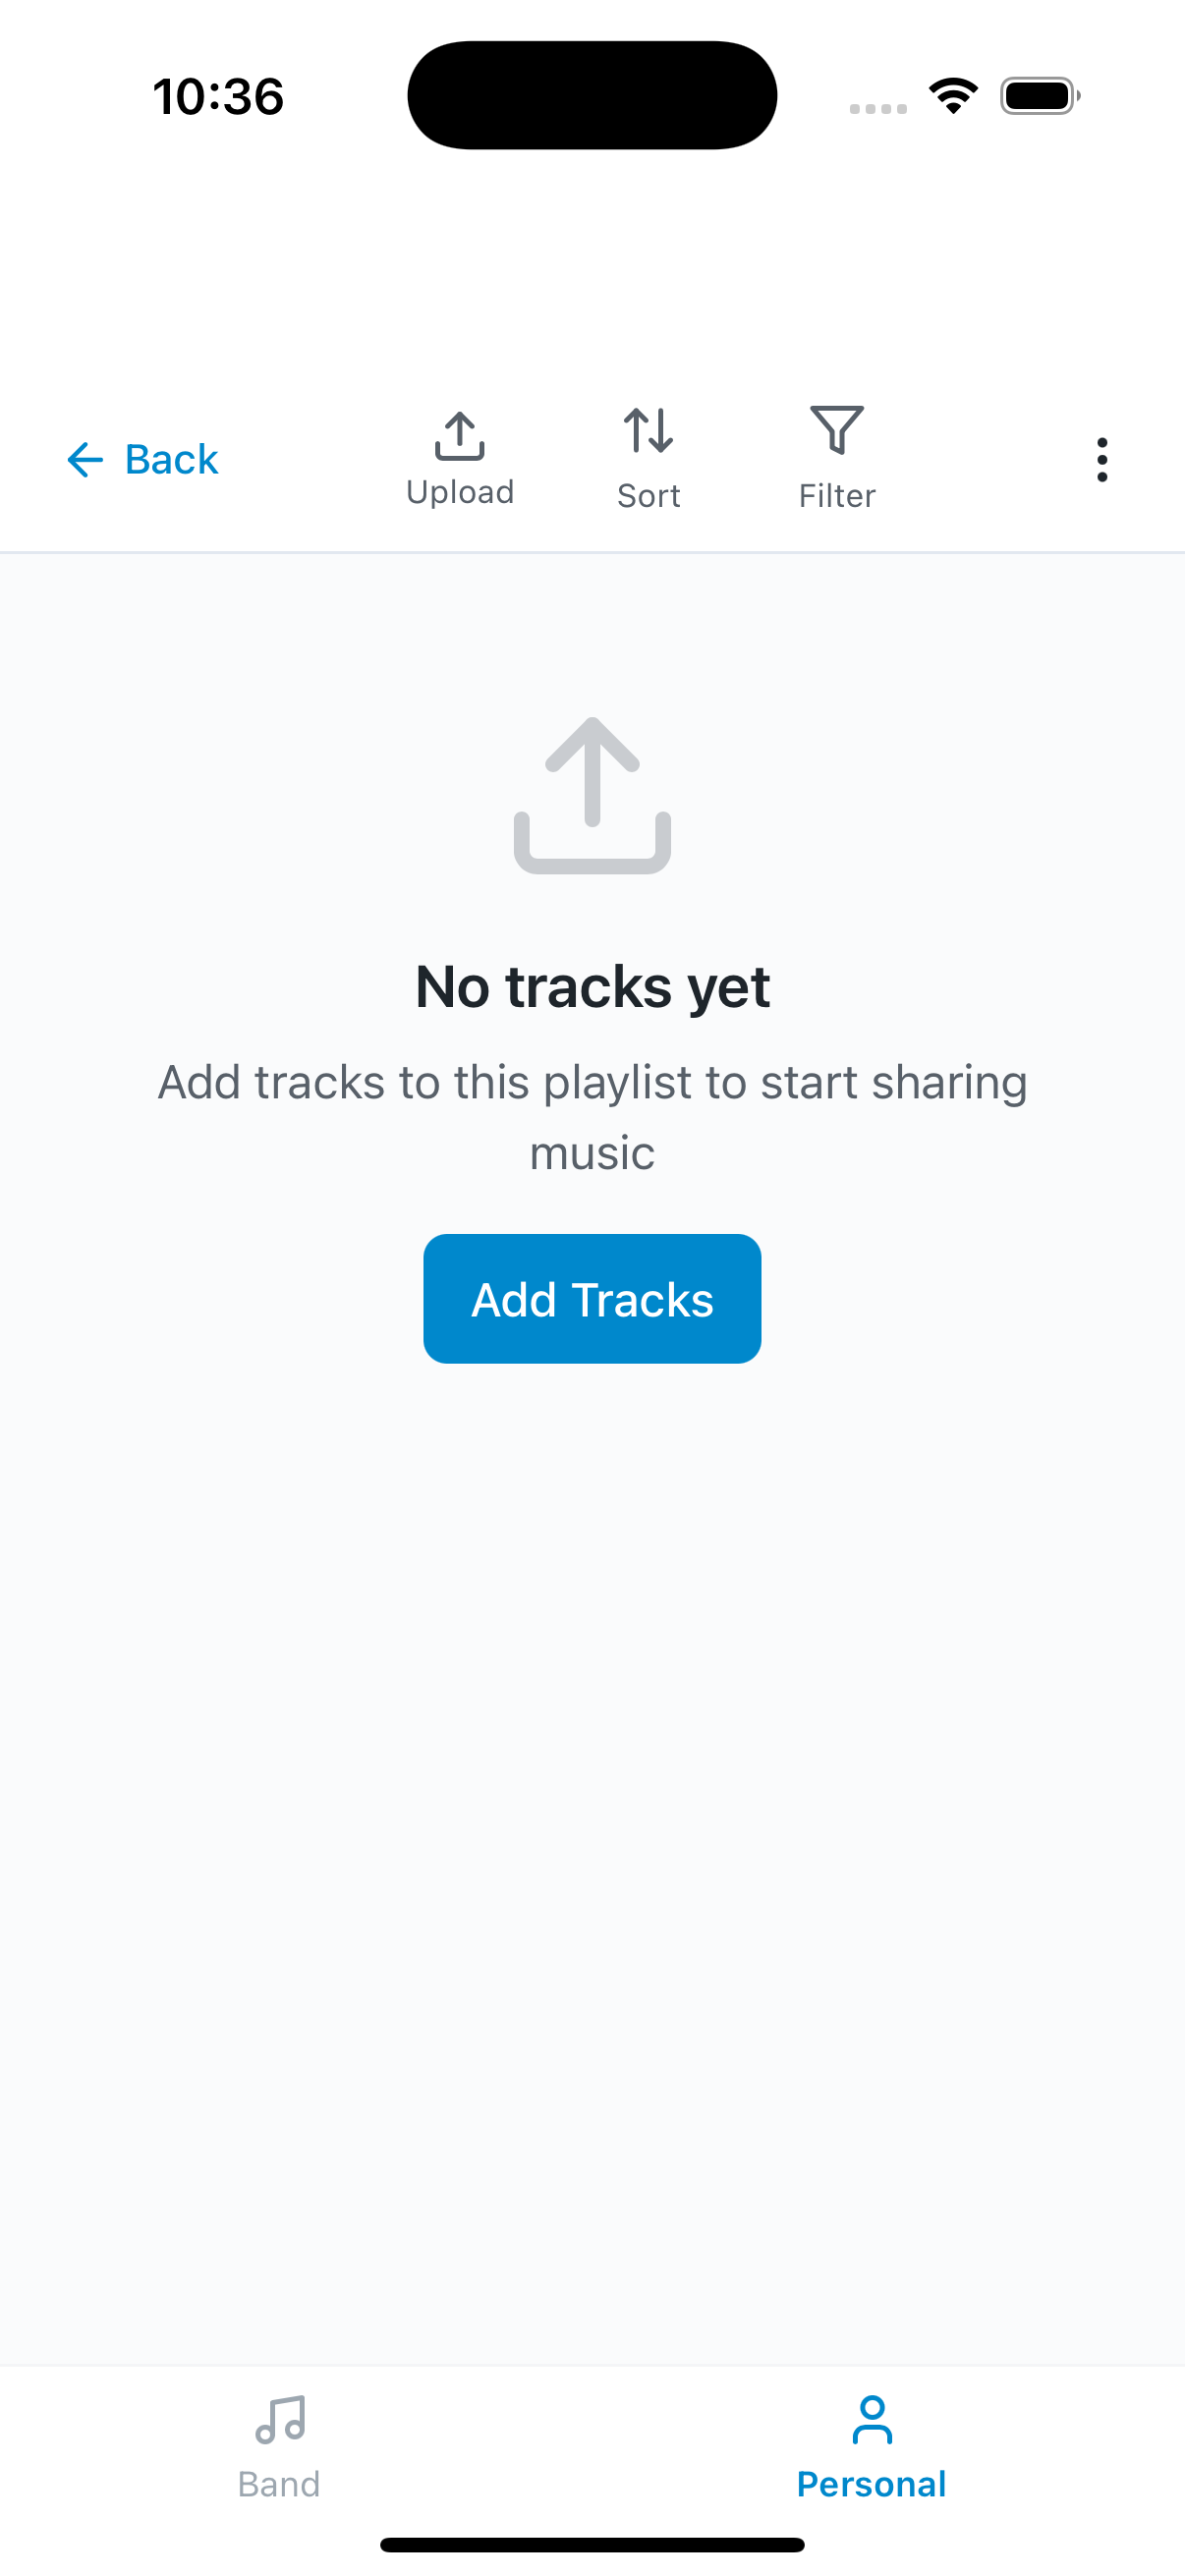 10:36
Back
Upload
Sort
Filter
No tracks yet
Add tracks to this playlist to start sharing
music
Add Tracks
Band
Personal